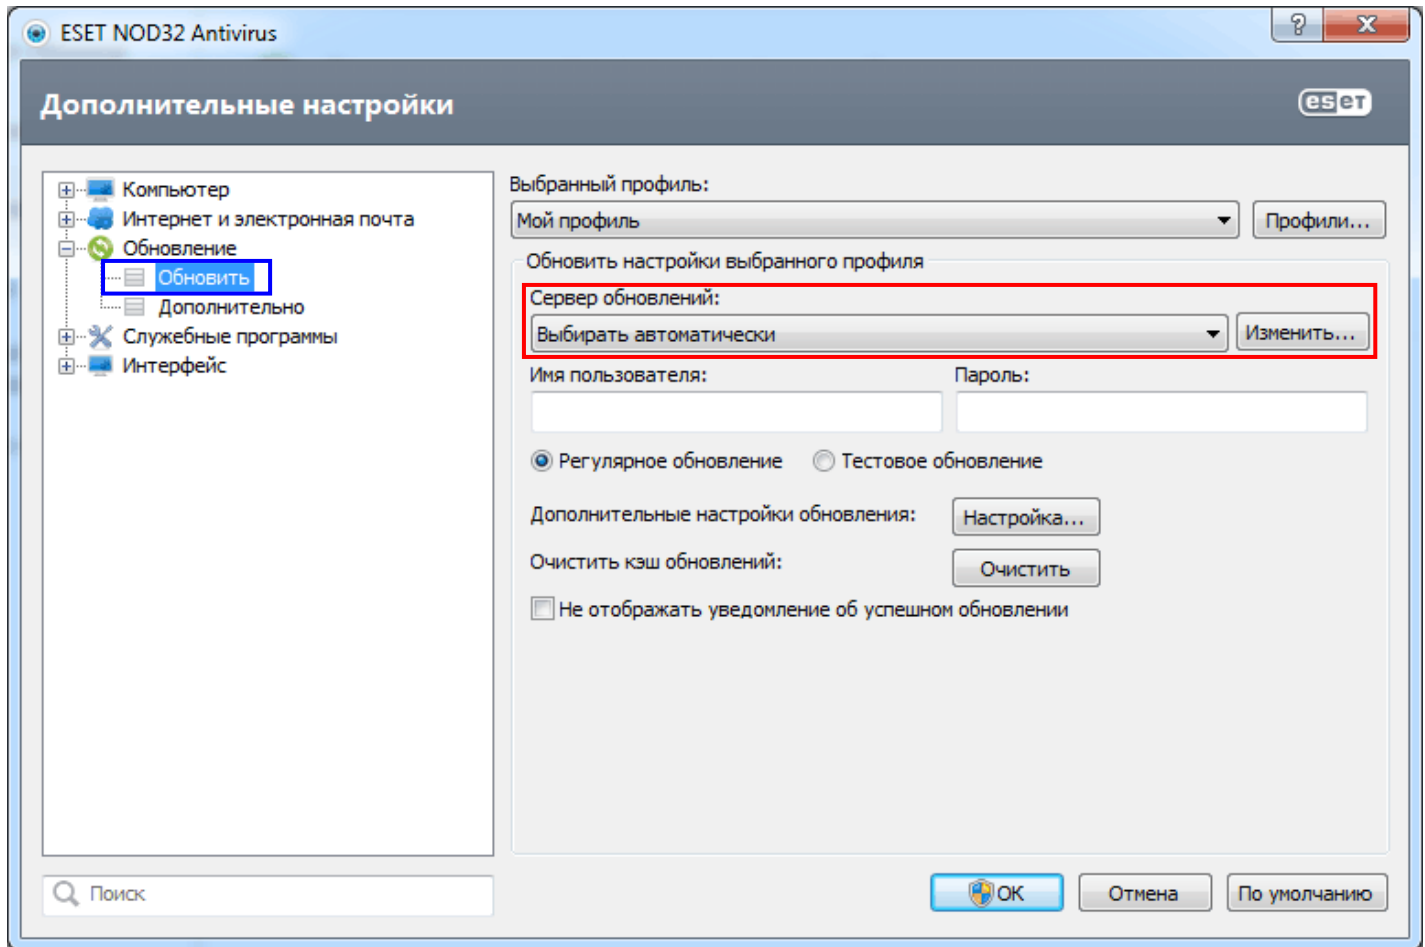 ESET NOD32 Antivirus
?
X
Дополнительные настройки
eseT
Компьютер
Интернет и электронная почта
Обновление
Обновить
Дополнительно
Служебные программы
Интерфейс
Поиск
Выбранный профиль:
Мой профиль
Профили...
Обновить настройки выбранного профиля
Сервер обновлений:
Выбирать автоматически
Изменить...
Имя пользователя: Пароль:
Регулярное обновление Тестовое обновление
Дополнительные настройки обновления: Настройка...
Очистить кэш обновлений: Очистить
Не отображать уведомление об успешном обновлении
OK Отмена По умолчанию